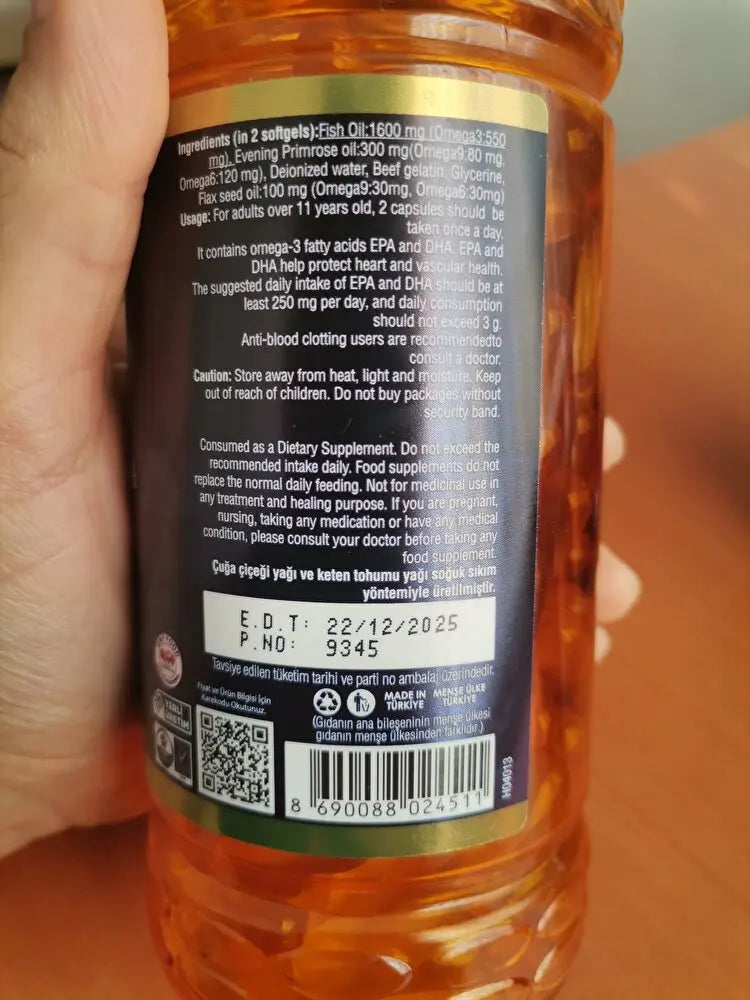 Ingredients (in 2 softgels):Fish Oil:1600 mg (Omega3:550
mg), Evening Primrose oil:300 mg(Omega9:80 mg,
Omega6:120 mg), Deionized water, Beef gelatin, Glycerine,
Flax seed oil:100 mg (Omega9:30mg, Omega6:30mg)
Usage: For adults over 11 years old, 2 capsules should be
taken once a day.
It contains omega-3 fatty acids EPA and DHA. EPA and
DHA help protect heart and vascular health.
The suggested daily intake of EPA and DHA should be at
least 250 mg per day, and daily consumption
should not exceed 3 g.
Anti-blood clotting users are recommendedto
consult a doctor.
Caution: Store away from heat, light and moisture. Keep
out of reach of children. Do not buy packages without
security band.
Consumed as a Dietary Supplement. Do not exceed the
recommended intake daily. Food supplements do not
replace the normal daily feeding. Not for medicinal use in
any treatment and healing purpose. If you are pregnant,
nursing, taking any medication or have any medical
condition, please consult your doctor before taking any
food supplement.
Çuğa çiçeği yağı ve keten tohumu yağı soğuk sıkım
yöntemiyle üretilmiştir.
E.D.T: 22/12/2025
P.NO: 9345
Tavsiye edilen tüketim tarihi ve parti no ambalaj üzerindedir.
Fiyat ve Ürün Bilgisi İçin
Karekodu Okutunuz.
YERLİ
ÜRETİM
MADE IN
TÜRKİYE
MENŞE ÜLKE
TÜRKİYE
(Gıdanın ana bileşeninin menşe ülkesi
gıdanın menşe ülkesinden farklıdır.)
8 690088 024511
H04013